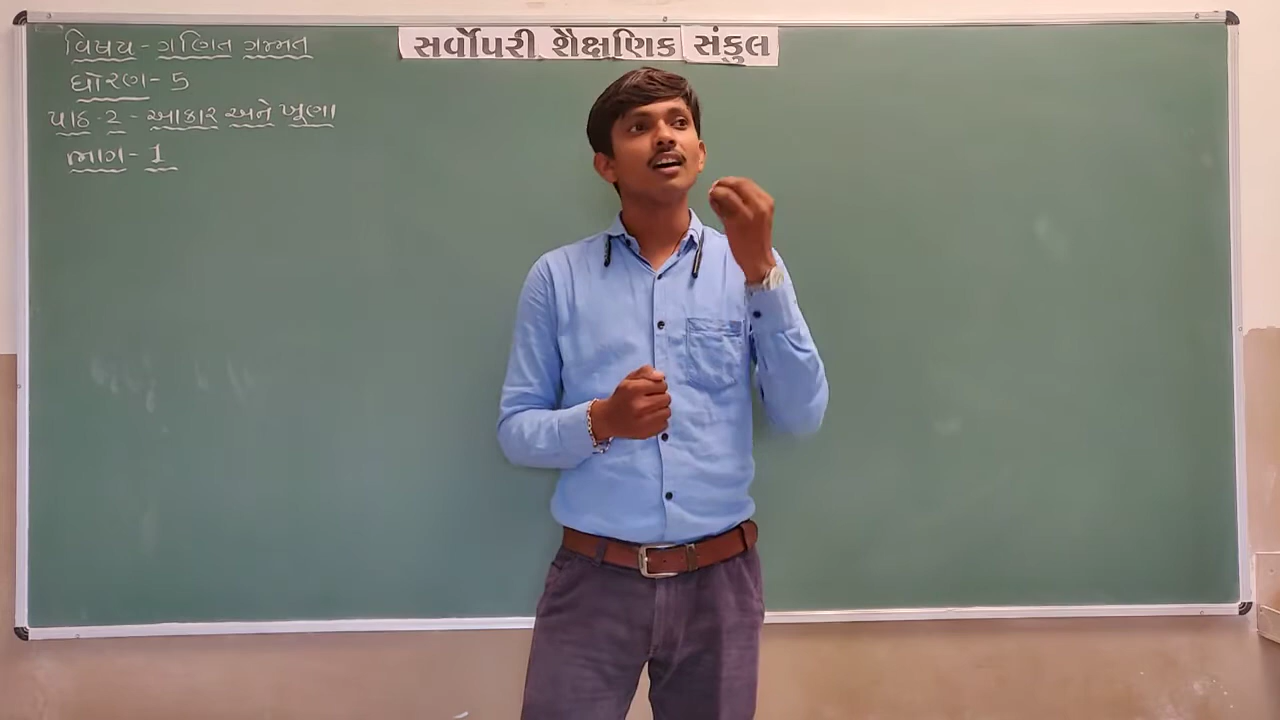 સર્વોપરી શૈક્ષણિક સંકુલ
વિષય - ગણિત ગમ્મત
ધોરણ - 5
પાઠ - 2 - આકાર અને ખૂણા
ભાગ - 1